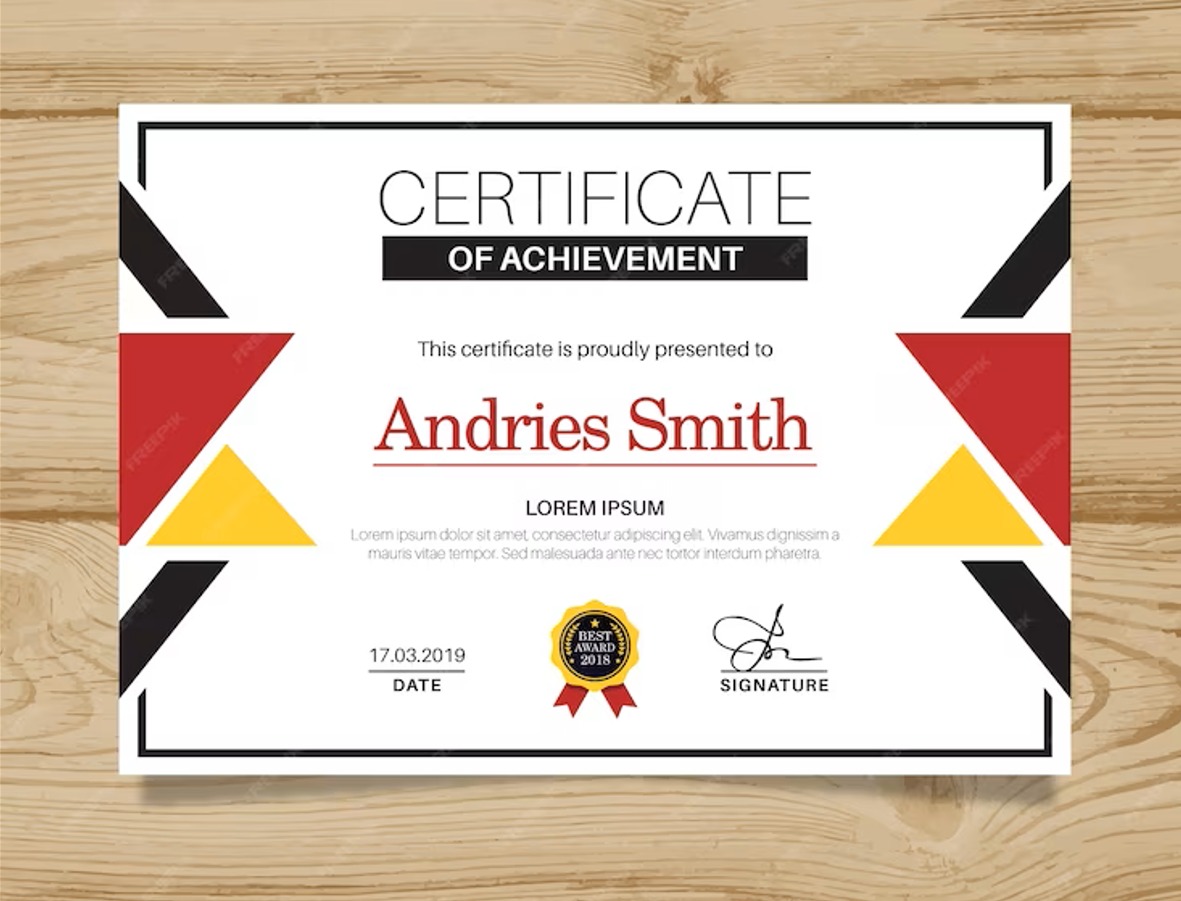 CERTIFICATE
OF ACHIEVEMENT
This certificate is proudly presented to
Andries Smith
LOREM IPSUM
Lorem ipsum dolor sit amet, consectetur adipiscing elit. Vivamus dignissim a
mauris vitae tempor. Sed malesuada ante nec tortor interdum pharetra.
17.03.2019
DATE
BEST
AWARD
2018
SIGNATURE
FREEPIK